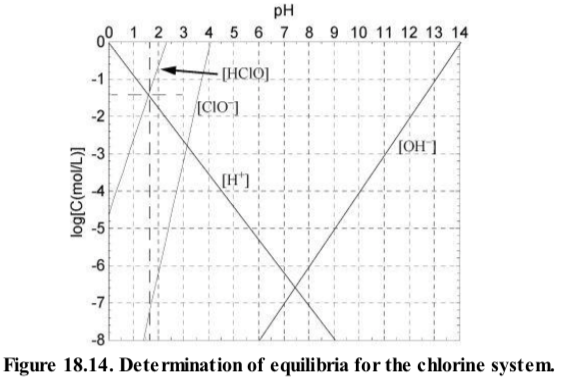 pH
0 1 2 3 4 5 6 7 8 9 10 11 12 13 14
0
-1
-2
-3
-4
-5
-6
-7
-8
log[C(mol/L)]
[HClO]
[ClO⁻]
[H⁺]
[OH⁻]
Figure 18.14. Determination of equilibria for the chlorine system.